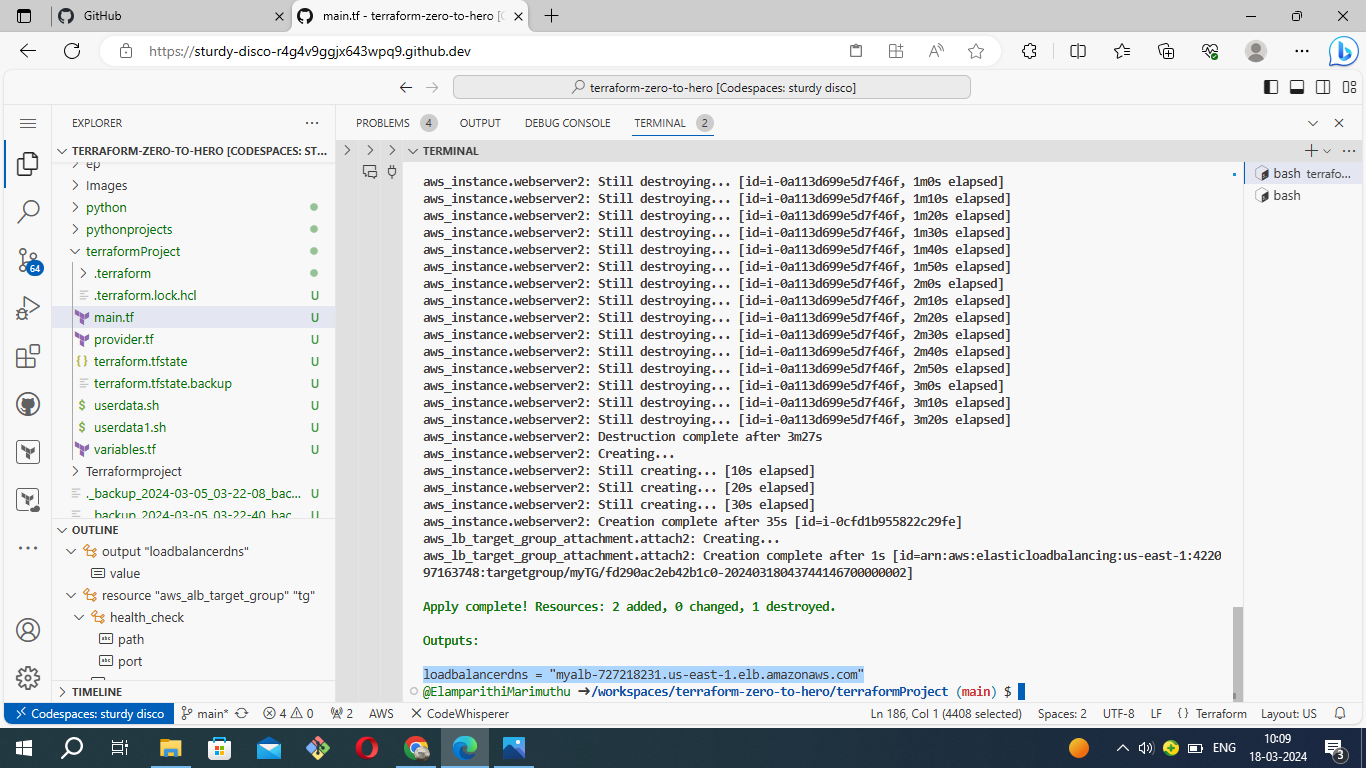 GitHub
main.tf - terraform-zero-to-hero [
https://sturdy-disco-r4g4v9ggjx643wpq9.github.dev
terraform-zero-to-hero [Codespaces: sturdy disco]
EXPLORER
PROBLEMS 4 OUTPUT DEBUG CONSOLE TERMINAL 2
TERRAFORM-ZERO-TO-HERO [CODESPACES: ST...
ep
Images
python
pythonprojects
terraformProject
.terraform
.terraform.lock.hcl U
main.tf U
provider.tf U
terraform.tfstate U
terraform.tfstate.backup U
userdata.sh U
userdata1.sh U
variables.tf U
Terraformproject
._backup_2024-03-05_03-22-08_bac... U
._backup_2024-03-05_03-22-40_bac... U
OUTLINE
output "loadbalancerdns"
value
resource "aws_alb_target_group" "tg"
health_check
path
port
TIMELINE
64
TERMINAL
aws_instance.webserver2: Still destroying... [id=i-0a113d699e5d7f46f, 1m0s elapsed]
aws_instance.webserver2: Still destroying... [id=i-0a113d699e5d7f46f, 1m10s elapsed]
aws_instance.webserver2: Still destroying... [id=i-0a113d699e5d7f46f, 1m20s elapsed]
aws_instance.webserver2: Still destroying... [id=i-0a113d699e5d7f46f, 1m30s elapsed]
aws_instance.webserver2: Still destroying... [id=i-0a113d699e5d7f46f, 1m40s elapsed]
aws_instance.webserver2: Still destroying... [id=i-0a113d699e5d7f46f, 1m50s elapsed]
aws_instance.webserver2: Still destroying... [id=i-0a113d699e5d7f46f, 2m0s elapsed]
aws_instance.webserver2: Still destroying... [id=i-0a113d699e5d7f46f, 2m10s elapsed]
aws_instance.webserver2: Still destroying... [id=i-0a113d699e5d7f46f, 2m20s elapsed]
aws_instance.webserver2: Still destroying... [id=i-0a113d699e5d7f46f, 2m30s elapsed]
aws_instance.webserver2: Still destroying... [id=i-0a113d699e5d7f46f, 2m40s elapsed]
aws_instance.webserver2: Still destroying... [id=i-0a113d699e5d7f46f, 2m50s elapsed]
aws_instance.webserver2: Still destroying... [id=i-0a113d699e5d7f46f, 3m0s elapsed]
aws_instance.webserver2: Still destroying... [id=i-0a113d699e5d7f46f, 3m10s elapsed]
aws_instance.webserver2: Still destroying... [id=i-0a113d699e5d7f46f, 3m20s elapsed]
aws_instance.webserver2: Destruction complete after 3m27s
aws_instance.webserver2: Creating...
aws_instance.webserver2: Still creating... [10s elapsed]
aws_instance.webserver2: Still creating... [20s elapsed]
aws_instance.webserver2: Still creating... [30s elapsed]
aws_instance.webserver2: Creation complete after 35s [id=i-0cfd1b955822c29fe]
aws_lb_target_group_attachment.attach2: Creating...
aws_lb_target_group_attachment.attach2: Creation complete after 1s [id=arn:aws:elasticloadbalancing:us-east-1:4220
97163748:targetgroup/myTG/fd290ac2eb42b1c0-20240318043744146700000002]
Apply complete! Resources: 2 added, 0 changed, 1 destroyed.
Outputs:
loadbalancerdns = "myalb-727218231.us-east-1.elb.amazonaws.com"
@ElamparithiMarimuthu ➜/workspaces/terraform-zero-to-hero/terraformProject (main) $
bash terrafo...
bash
Codespaces: sturdy disco main* 4 0 2 AWS CodeWhisperer Ln 186, Col 1 (4408 selected) Spaces: 2 UTF-8 LF { } Terraform Layout: US
ENG
10:09
18-03-2024
3